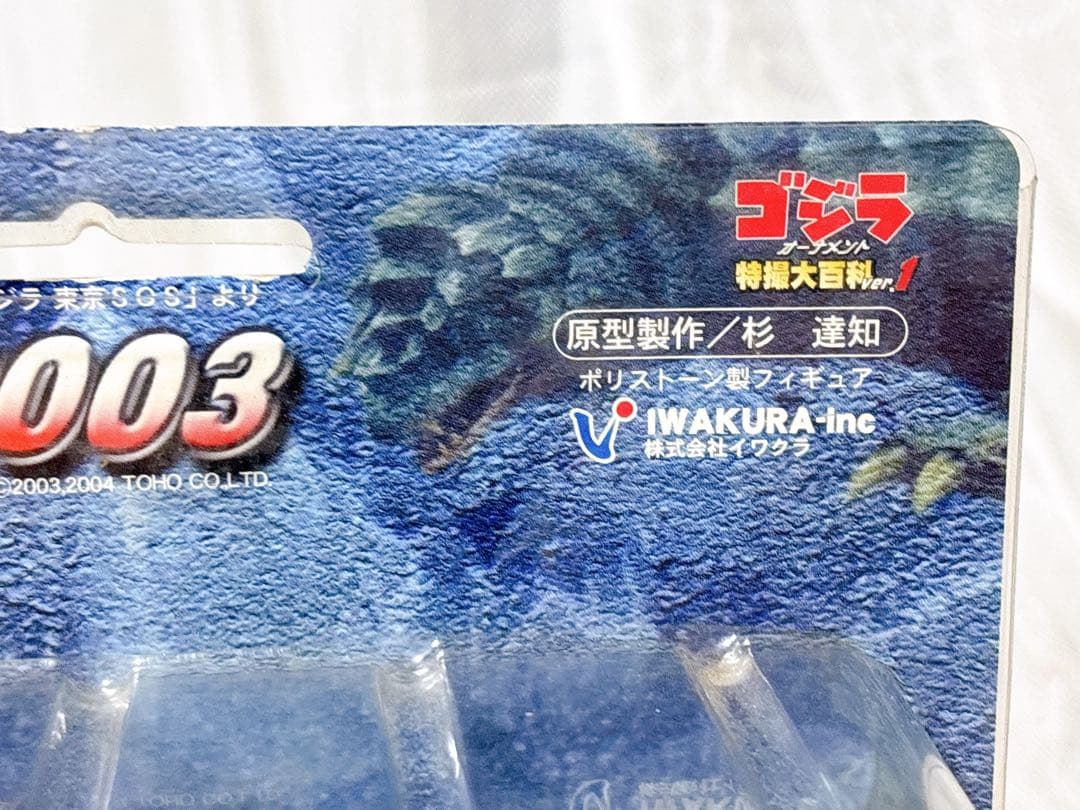 ゴジラ
オーナメント
特撮大百科ver.1
ジラ 東京SOS」より
003
原型製作／杉 達知
ポリストーン製フィギュア
©2003,2004 TOHO CO.,LTD.
IWAKURA-inc
株式会社イワクラ
TOHO CO